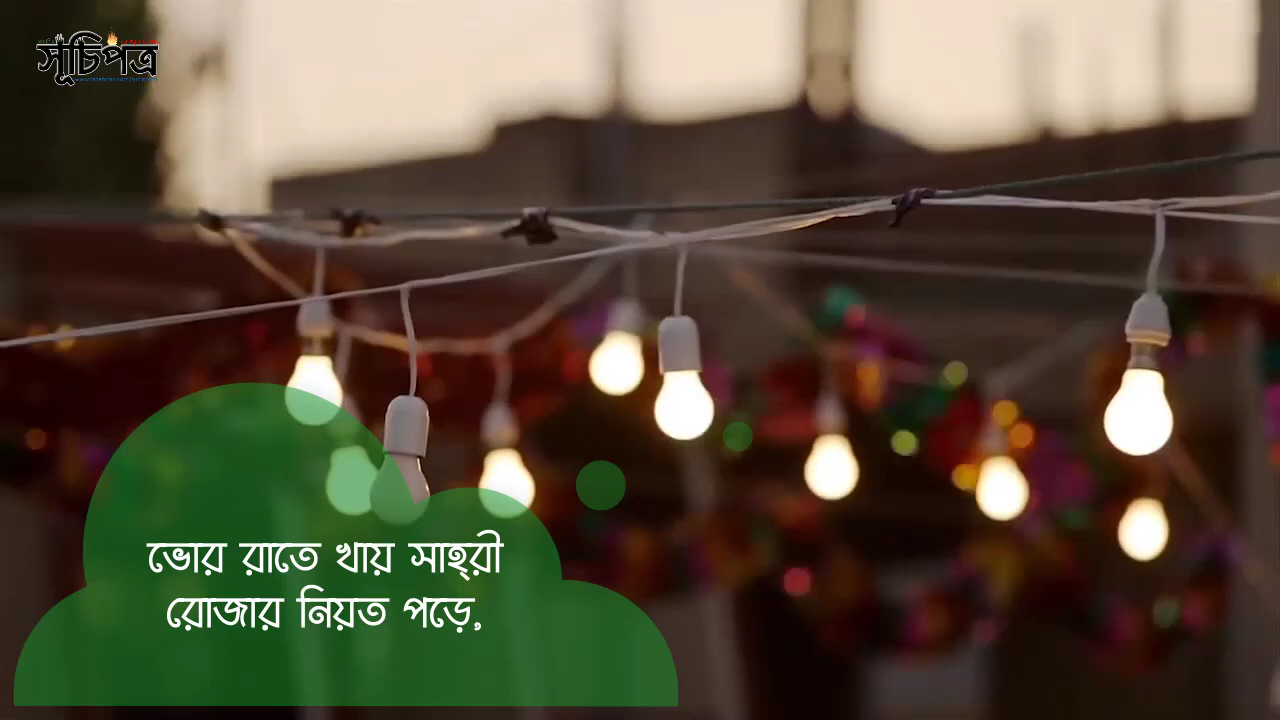 সূচিপত্র
ভোর রাতে খায় সাহ্‌রী
রোজার নিয়ত পড়ে,